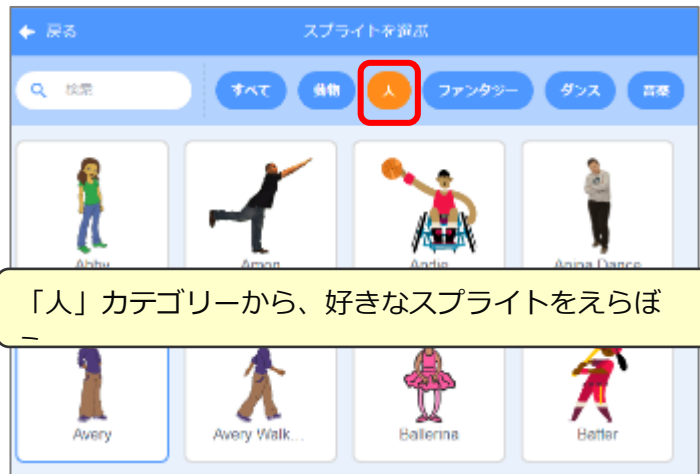 戻る
スプライトを選ぶ
検索
すべて 動物 人 ファンタジー ダンス 音楽
Abby Amon Andie Anina Dance
「人」カテゴリーから、好きなスプライトをえらぼ
Avery Avery Walk... Ballerina Batter